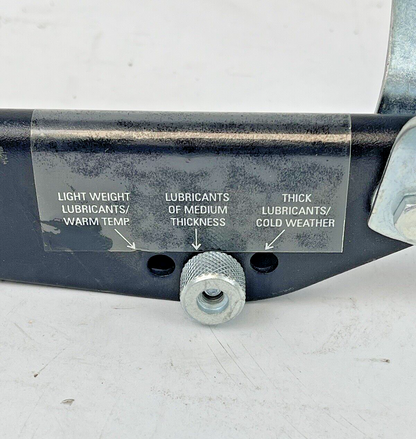 LIGHT WEIGHT
LUBRICANTS/
WARM TEMP.
LUBRICANTS
OF MEDIUM
THICKNESS
THICK
LUBRICANTS/
COLD WEATHER